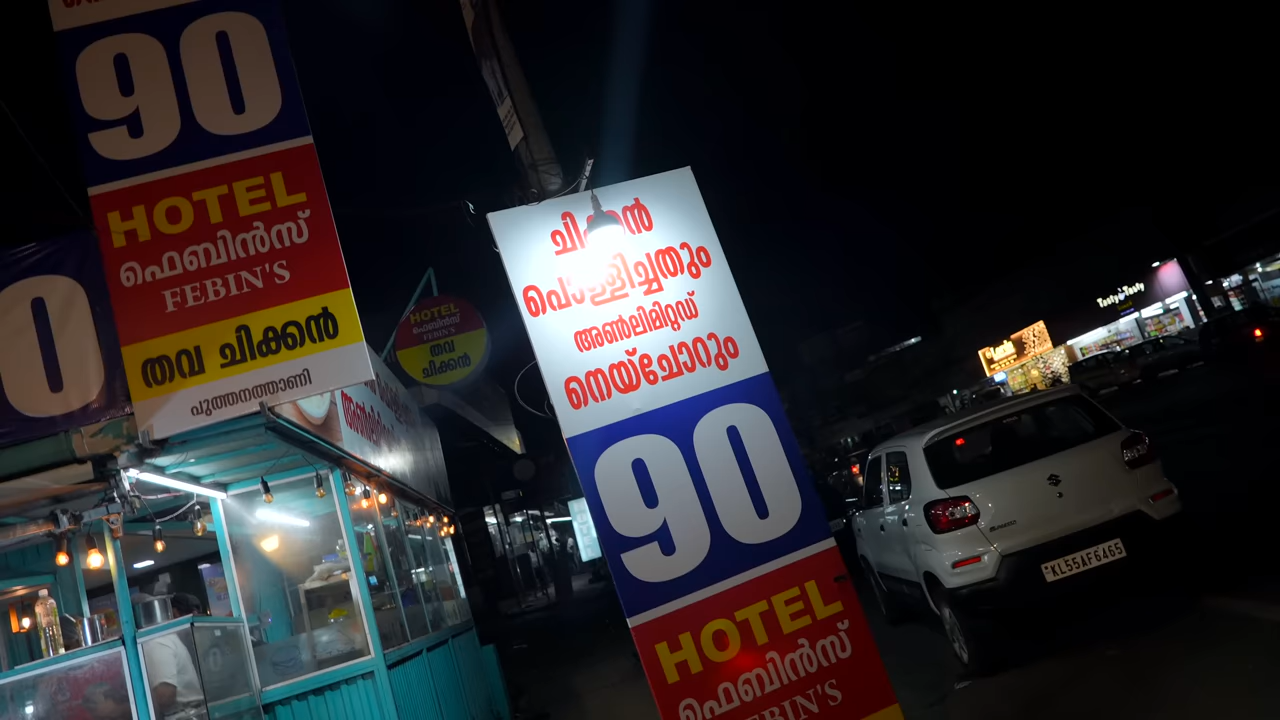 90
HOTEL
ഫെബിൻസ്
FEBIN'S
തവ ചിക്കൻ
പുത്തനത്താണി
0
HOTEL
ഫെബിൻസ്
FEBIN'S
തവ
ചിക്കൻ
ചിക്കൻ
പൊള്ളിച്ചതും
അൺലിമിറ്റഡ്
നെയ്ചോറും
90
HOTEL
ഫെബിൻസ്
FEBIN'S
Tasty Tasty
KL55AF6465